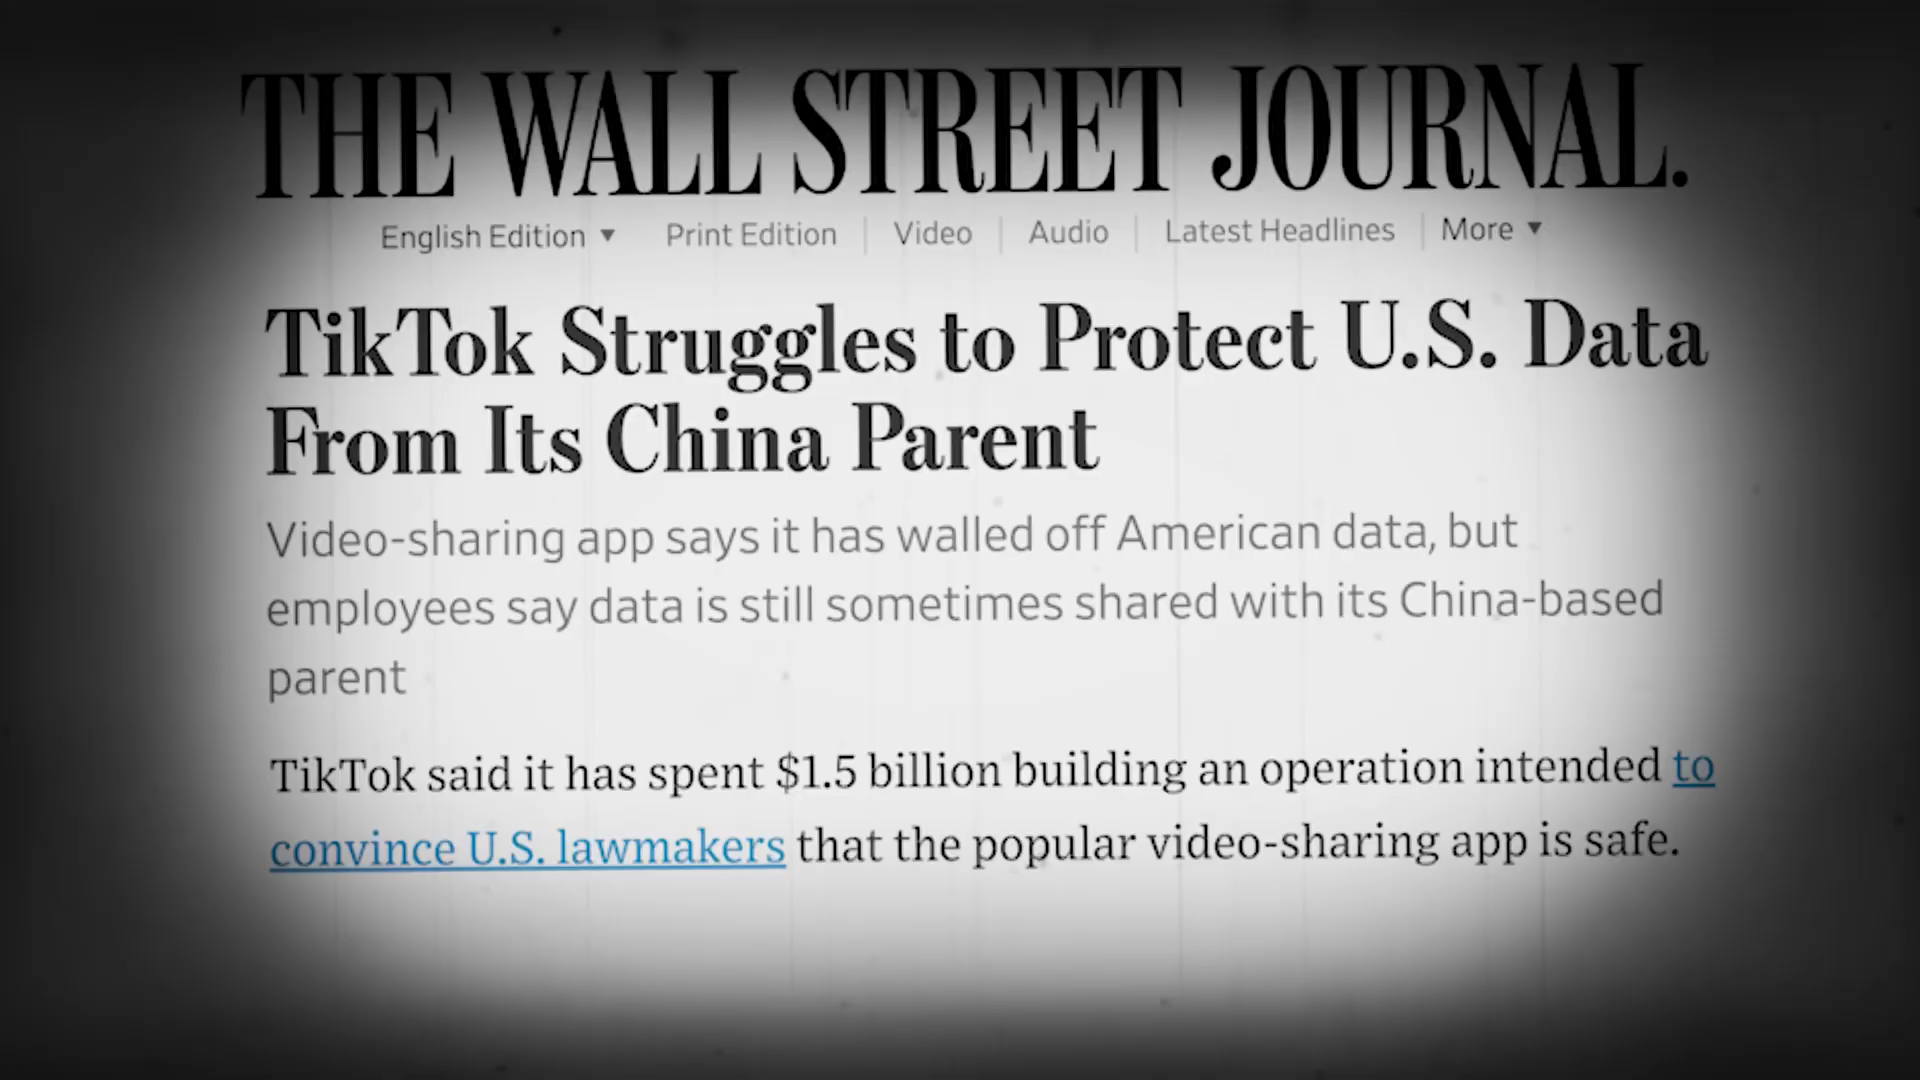 THE WALL STREET JOURNAL.
English Edition ▼ Print Edition | Video | Audio | Latest Headlines | More ▼
TikTok Struggles to Protect U.S. Data
From Its China Parent
Video-sharing app says it has walled off American data, but
employees say data is still sometimes shared with its China-based
parent
TikTok said it has spent $1.5 billion building an operation intended to
convince U.S. lawmakers that the popular video-sharing app is safe.